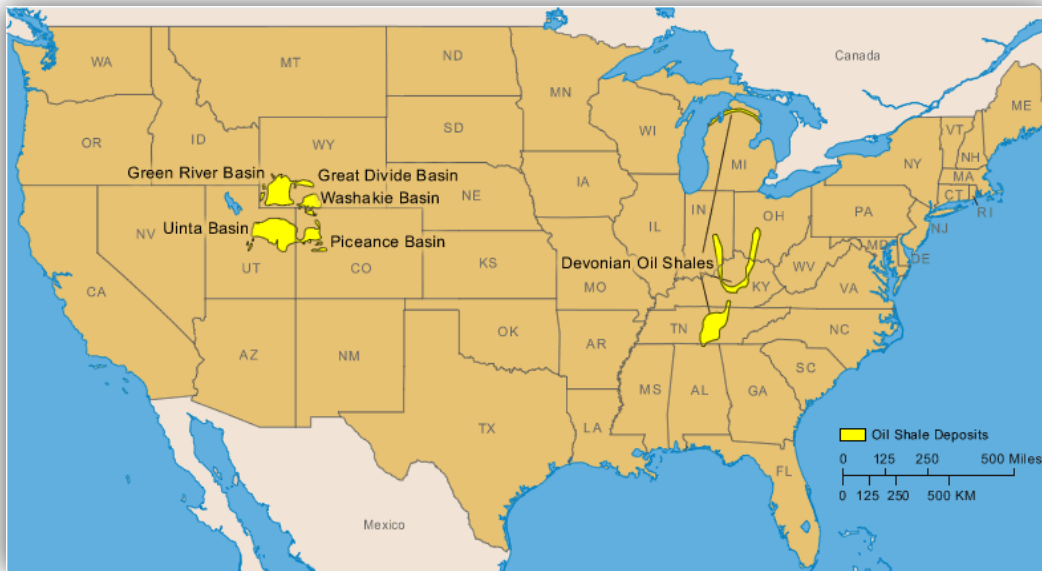 Canada
WA
MT
ND
MN
ME
OR
ID
SD
WI
VT
NH
NY
MA
CT
RI
MI
WY
Green River Basin
Great Divide Basin
Washakie Basin
NE
IA
PA
NJ
IN
OH
IL
NV
Uinta Basin
Piceance Basin
MD
DE
UT
CO
KS
Devonian Oil Shales
WV
KY
VA
MO
CA
OK
TN
NC
AZ
NM
AR
SC
MS
AL
GA
TX
LA
Oil Shale Deposits
0 125 250 500 Miles
FL
0 125 250 500 KM
Mexico